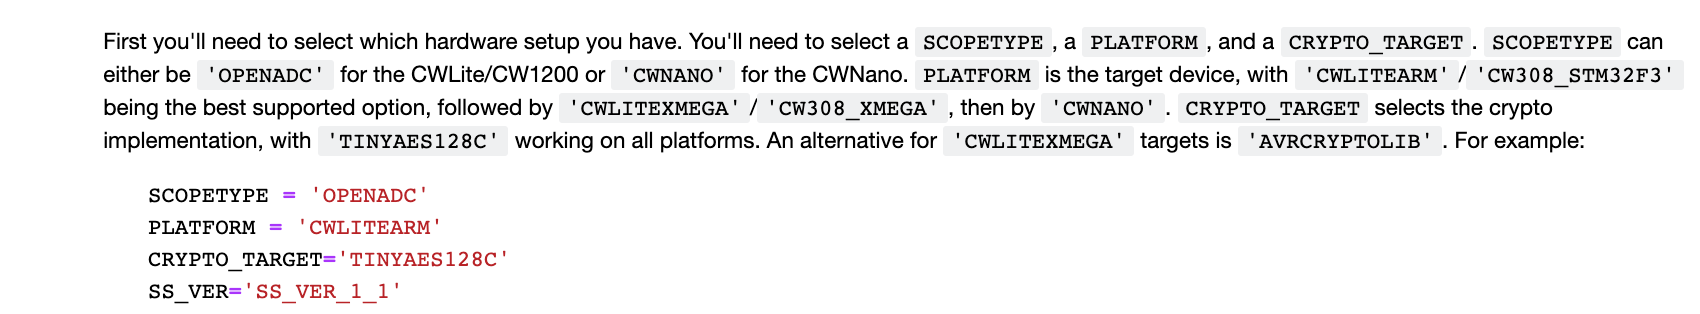 First you'll need to select which hardware setup you have. You'll need to select a SCOPETYPE , a PLATFORM , and a CRYPTO_TARGET . SCOPETYPE can
either be 'OPENADC' for the CWLite/CW1200 or 'CWNANO' for the CWNano. PLATFORM is the target device, with 'CWLITEARM' / 'CW308_STM32F3'
being the best supported option, followed by 'CWLITEXMEGA' / 'CW308_XMEGA' , then by 'CWNANO' . CRYPTO_TARGET selects the crypto
implementation, with 'TINYAES128C' working on all platforms. An alternative for 'CWLITEXMEGA' targets is 'AVRCRYPTOLIB' . For example:
SCOPETYPE = 'OPENADC'
PLATFORM = 'CWLITEARM'
CRYPTO_TARGET='TINYAES128C'
SS_VER='SS_VER_1_1'